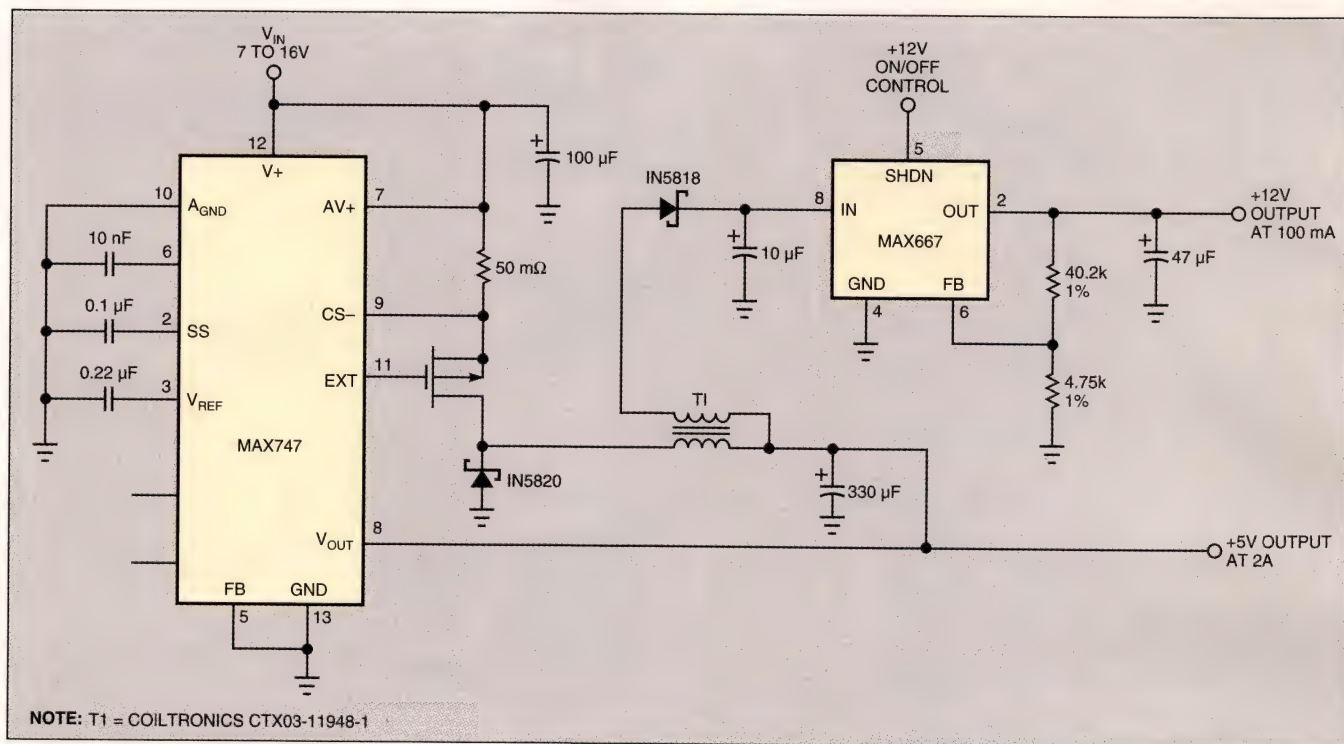 V_IN
7 TO 16V
12
V+
10
A_GND
10 nF
6
0.1 µF
2
SS
0.22 µF
3
V_REF
MAX747
AV+
7
50 mΩ
CS–
9
EXT
11
+
100 µF
IN5820
V_OUT
8
FB
5
GND
13
IN5818
+
10 µF
+12V
ON/OFF
CONTROL
5
SHDN
8
IN
OUT
2
MAX667
GND
4
FB
6
40.2k
1%
4.75k
1%
+
47 µF
+12V
OUTPUT
AT 100 mA
TI
+
330 µF
+5V OUTPUT
AT 2A
NOTE: T1 = COILTRONICS CTX03-11948-1